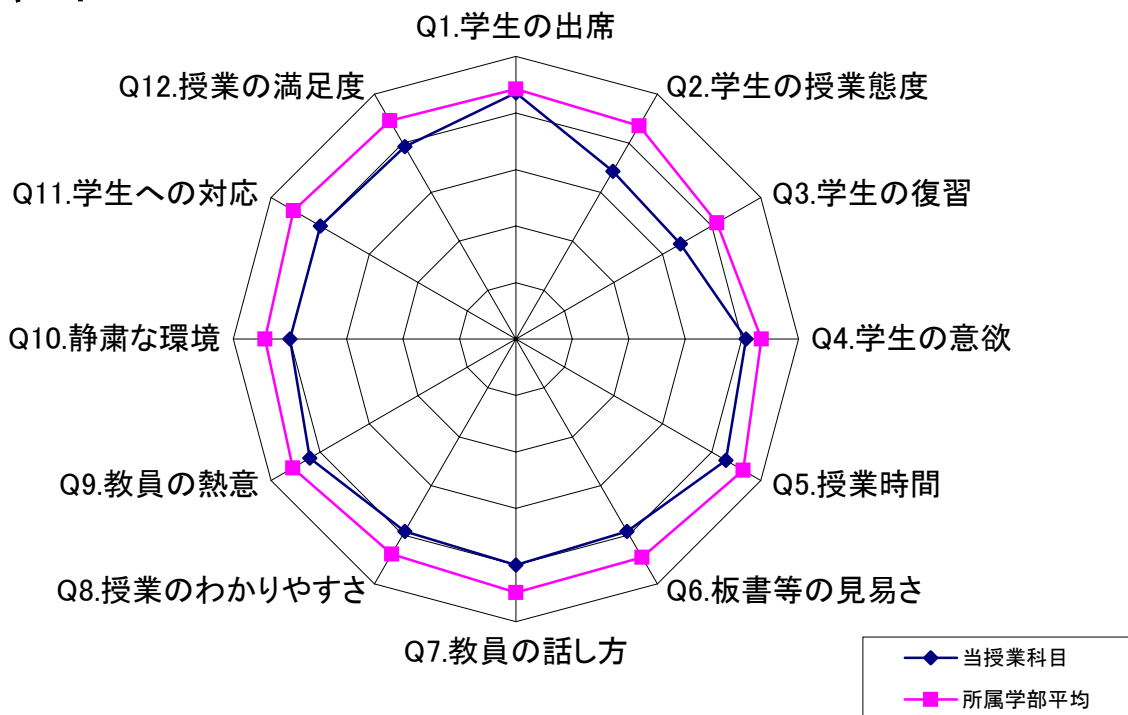 Q1.学生の出席
Q2.学生の授業態度
Q3.学生の復習
Q4.学生の意欲
Q5.授業時間
Q6.板書等の見易さ
Q7.教員の話し方
Q8.授業のわかりやすさ
Q9.教員の熱意
Q10.静粛な環境
Q11.学生への対応
Q12.授業の満足度
当授業科目
所属学部平均